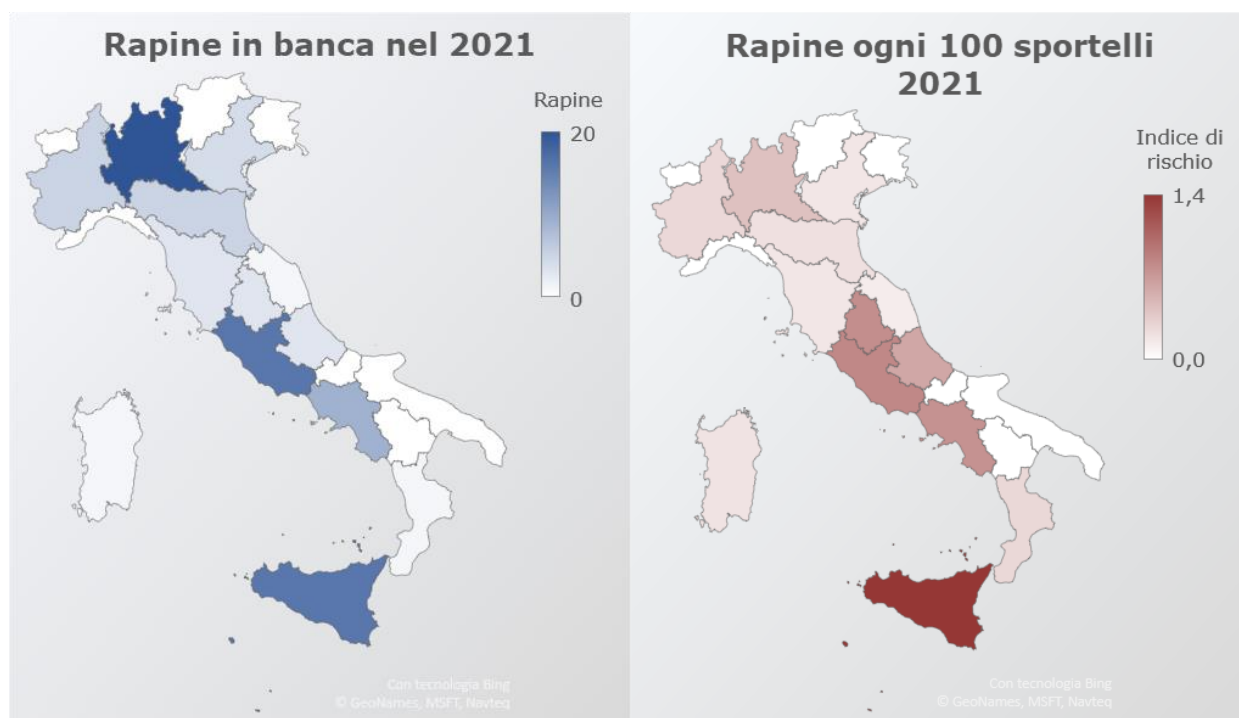 Rapine in banca nel 2021
Rapine
20
0
Con tecnologia Bing
© GeoNames, MSFT, Navteq
Rapine ogni 100 sportelli
2021
Indice di
rischio
1,4
0,0
Con tecnologia Bing
© GeoNames, MSFT, Navteq